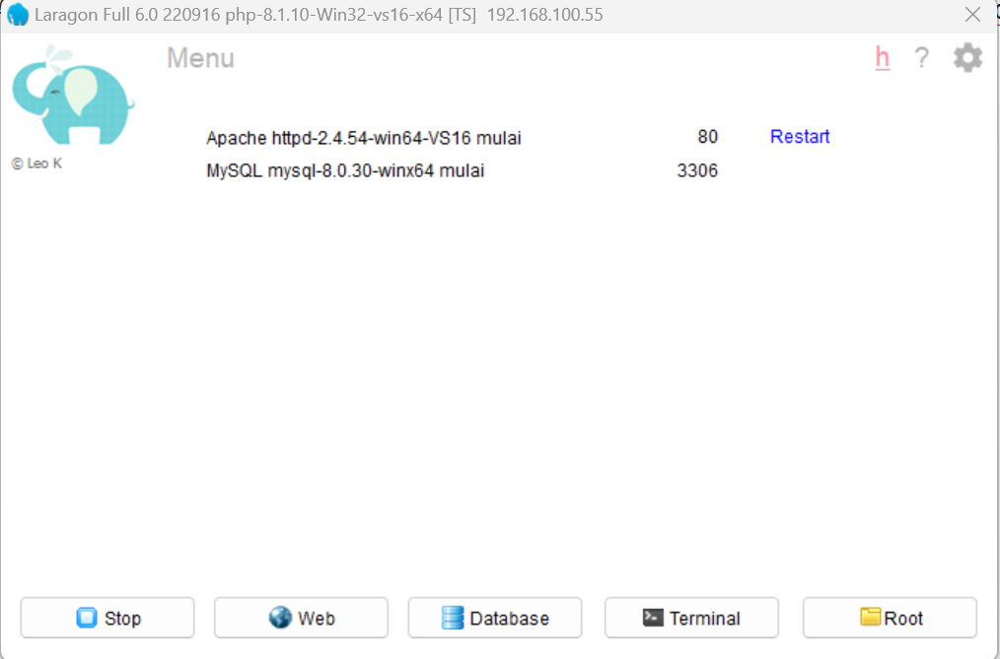 Laragon Full 6.0 220916 php-8.1.10-Win32-vs16-x64 [TS] 192.168.100.55
Menu
h ?
© Leo K
Apache httpd-2.4.54-win64-VS16 mulai 80 Restart
MySQL mysql-8.0.30-winx64 mulai 3306
Stop Web Database Terminal Root